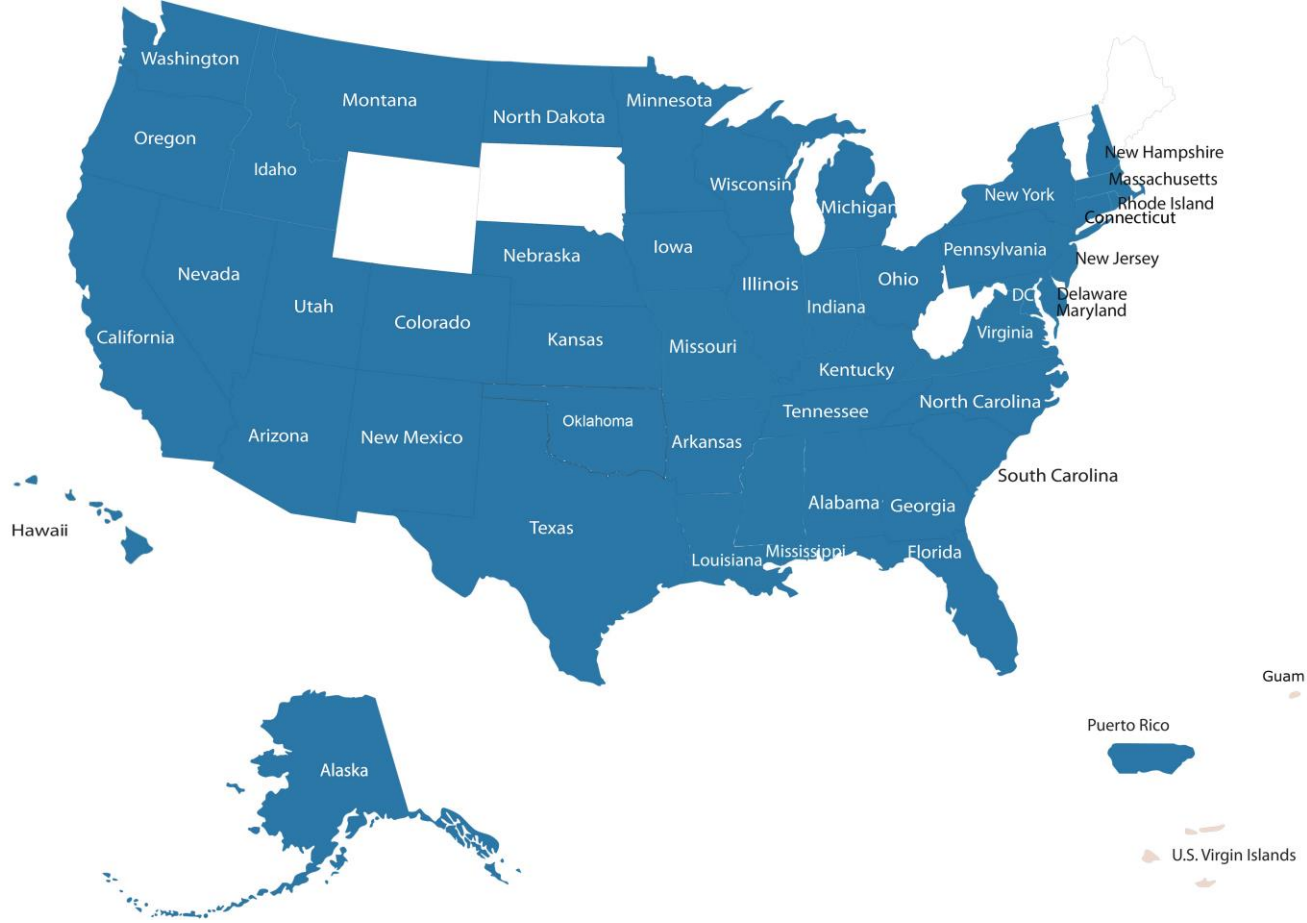 Washington
Montana
North Dakota
Minnesota
Oregon
Idaho
Wisconsin
Michigan
New York
New Hampshire
Massachusetts
Rhode Island
Connecticut
Nebraska
Iowa
Pennsylvania
New Jersey
Nevada
Utah
Colorado
Illinois
Indiana
Ohio
DC
Delaware
Maryland
California
Kansas
Missouri
Kentucky
Virginia
Arizona
New Mexico
Oklahoma
Arkansas
Tennessee
North Carolina
South Carolina
Hawaii
Texas
Louisiana
Mississippi
Alabama
Georgia
Florida
Guam
Puerto Rico
Alaska
U.S. Virgin Islands